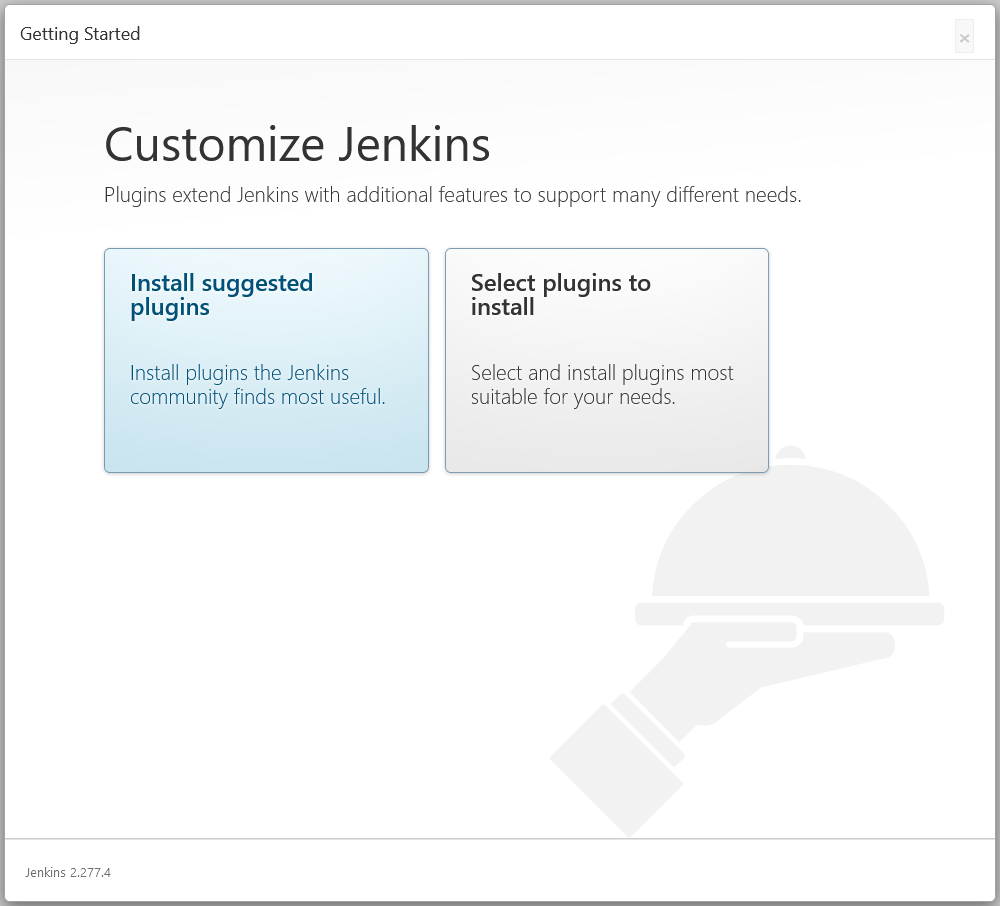 Getting Started
×
Customize Jenkins
Plugins extend Jenkins with additional features to support many different needs.
Install suggested
plugins
Install plugins the Jenkins
community finds most useful.
Select plugins to
install
Select and install plugins most
suitable for your needs.
Jenkins 2.277.4